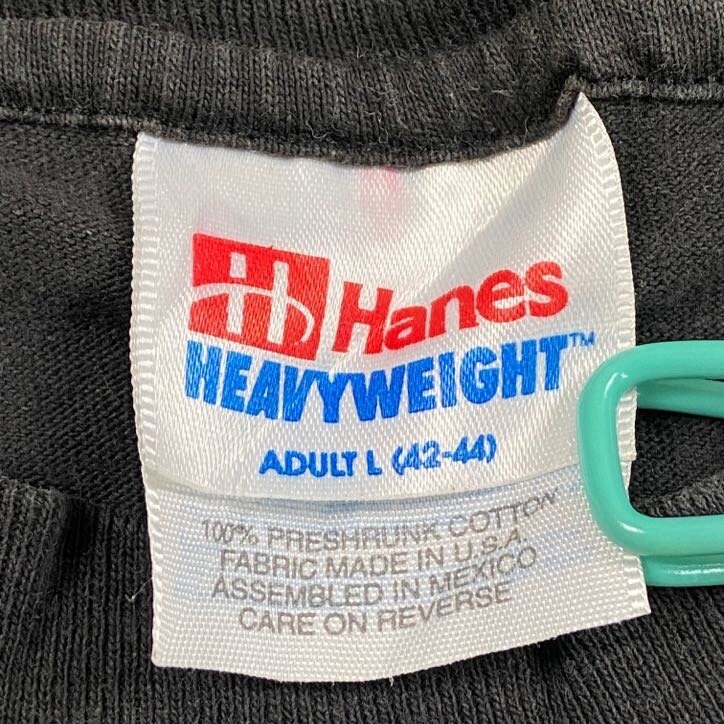 Hanes
HEAVYWEIGHT™
ADULT L (42-44)
100% PRESHRUNK COTTON
FABRIC MADE IN U.S.A.
ASSEMBLED IN MEXICO
CARE ON REVERSE